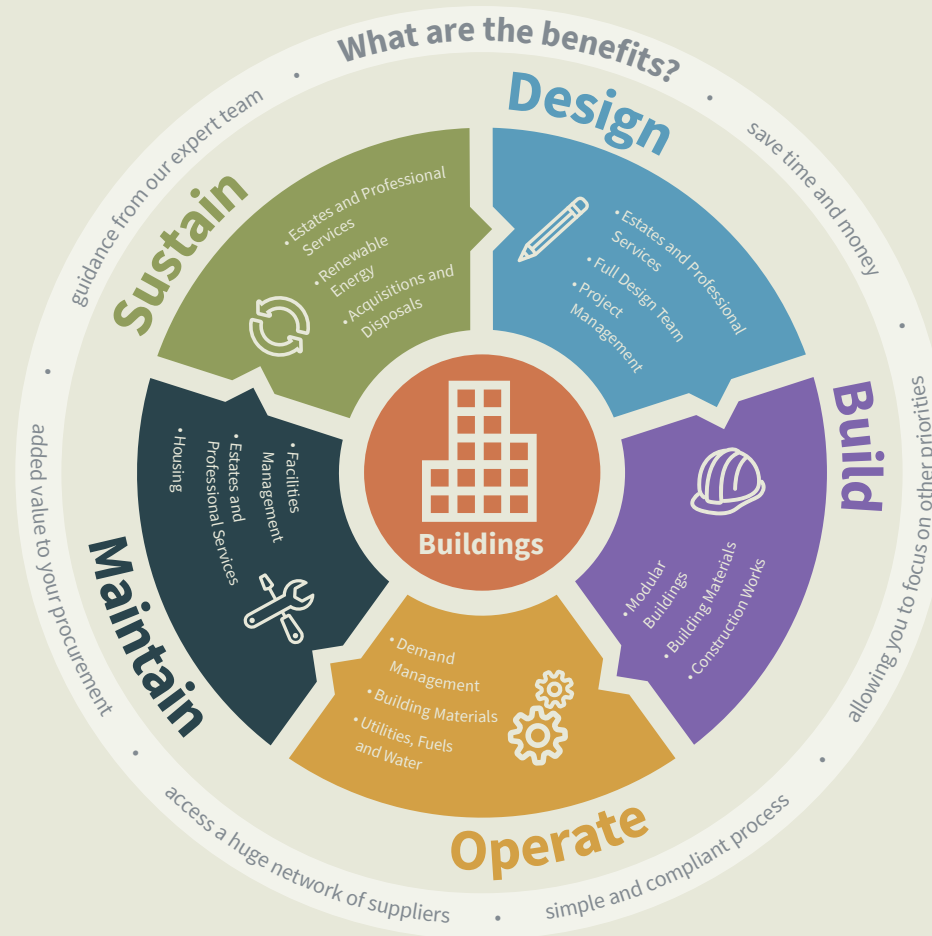 What are the benefits?
save time and money
allowing you to focus on other priorities
simple and compliant process
access a huge network of suppliers
added value to your procurement
guidance from our expert team
Design
• Estates and Professional
Services
• Full Design Team
• Project
Management
Build
• Modular
Buildings
• Building Materials
• Construction Works
Operate
• Demand
Management
• Building Materials
• Utilities, Fuels
and Water
Maintain
• Facilities
Management
• Estates and
Professional Services
• Housing
Sustain
• Estates and Professional
Services
• Renewable
Energy
• Acquisitions and
Disposals
Buildings